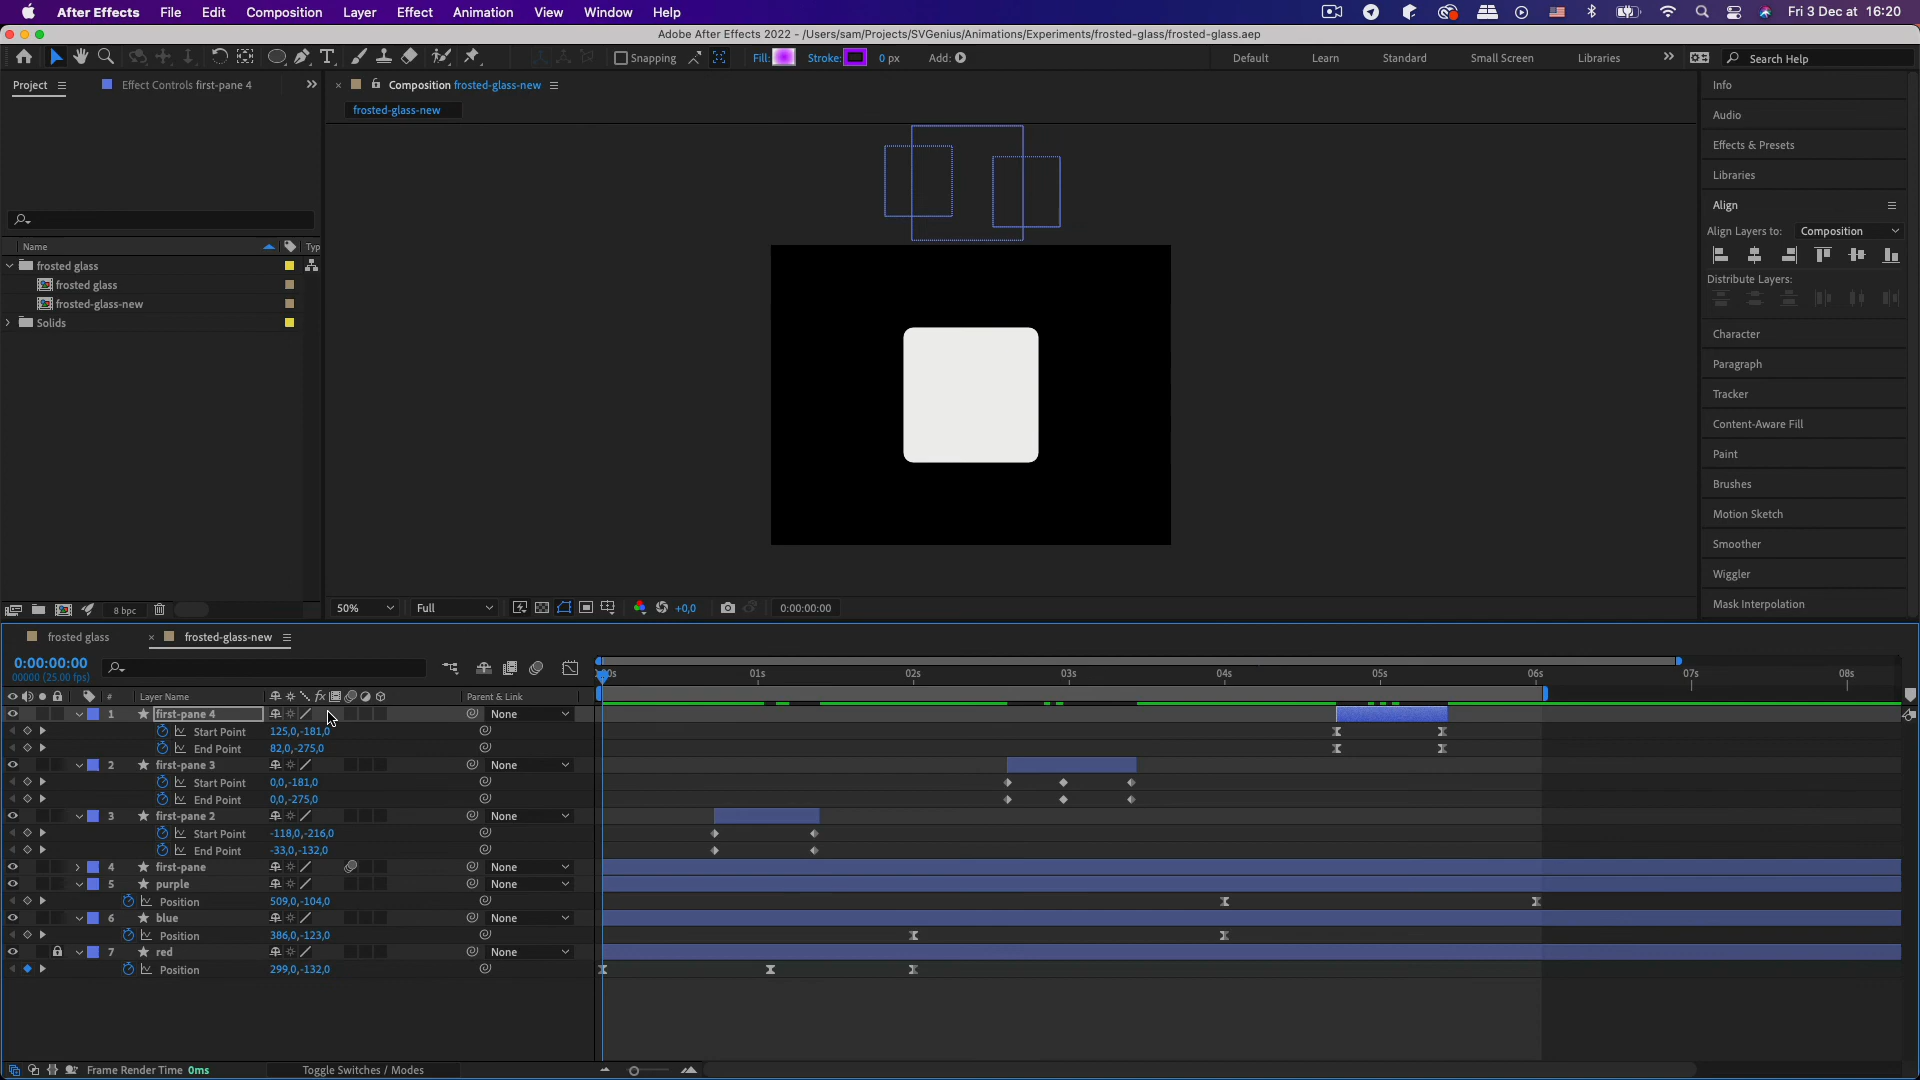 After Effects File Edit Composition Layer Effect Animation View Window Help Fri 3 Dec at 16:20
Adobe After Effects 2022 - /Users/sam/Projects/SVGenius/Animations/Experiments/frosted-glass/frosted-glass.aep
Snapping Fill: Stroke: 0 px Add: Default Learn Standard Small Screen Libraries Search Help
Project Effect Controls first-pane 4
Composition frosted-glass-new
frosted-glass-new
Name Typ
frosted glass
frosted glass
frosted-glass-new
Solids
8 bpc
50% Full +0,0 0:00:00:00
Info
Audio
Effects & Presets
Libraries
Align
Align Layers to: Composition
Distribute Layers:
Character
Paragraph
Tracker
Content-Aware Fill
Paint
Brushes
Motion Sketch
Smoother
Wiggler
Mask Interpolation
frosted glass frosted-glass-new
0:00:00:00
00000 (25.00 fps)
01s 02s 03s 04s 05s 06s 07s 08s
# Layer Name fx Parent & Link
1 first-pane 4 None
Start Point 125,0,-181,0
End Point 82,0,-275,0
2 first-pane 3 None
Start Point 0,0,-181,0
End Point 0,0,-275,0
3 first-pane 2 None
Start Point -118,0,-216,0
End Point -33,0,-132,0
4 first-pane None
5 purple None
Position 509,0,-104,0
6 blue None
Position 386,0,-123,0
7 red None
Position 299,0,-132,0
Frame Render Time 0ms Toggle Switches / Modes